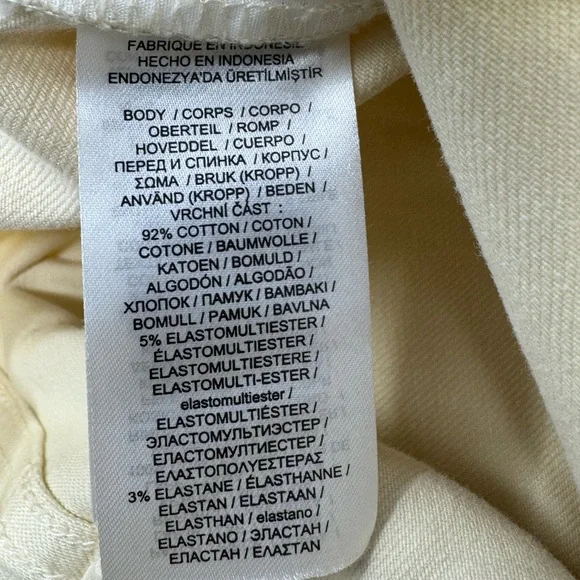 FABRIQUÉ EN INDONÉSIE
HECHO EN INDONESIA
ENDONEZYA'DA ÜRETİLMİŞTİR
BODY / CORPS / CORPO /
OBERTEIL / ROMP /
HOVEDDEL / CUERPO /
ПЕРЕД И СПИНКА / КОРПУС /
ΣΩΜΑ / BRUK (KROPP) /
ANVÄND (KROPP) / BEDEN /
VRCHNÍ ČÁST :
92% COTTON / COTON /
COTONE / BAUMWOLLE /
KATOEN / BOMULD /
ALGODÓN / ALGODÃO /
ХЛОПОК / ПАМУК / ΒΑΜΒΑΚΙ /
BOMULL / PAMUK / BAVLNA
5% ELASTOMULTIESTER /
ÉLASTOMULTIESTER /
ELASTOMULTIESTERE /
ELASTOMULTI-ESTER /
elastomultiester /
ELASTOMULTIÉSTER /
ЭЛАСТОМУЛЬТИЭСТЕР /
ЕЛАСТОМУЛТИЕСТЕР /
ΕΛΑΣΤΟΠΟΛΥΕΣΤΕΡΑΣ
3% ELASTANE / ÉLASTHANNE /
ELASTAN / ELASTAAN /
ELASTHAN / elastano /
ELASTANO / ЭЛАСТАН /
ЕЛАСТАН / ΕΛΑΣΤΑΝ